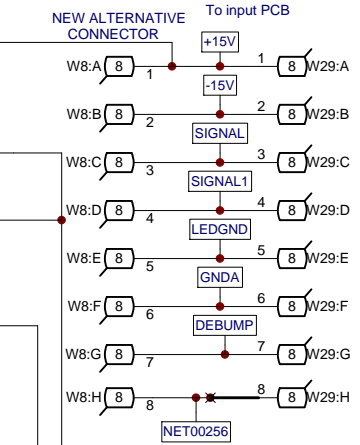 NEW ALTERNATIVE
CONNECTOR
To input PCB
+15V
W8:A 8 1 1 8 W29:A
-15V
W8:B 8 2 2 8 W29:B
SIGNAL
W8:C 8 3 3 8 W29:C
SIGNAL1
W8:D 8 4 4 8 W29:D
LEDGND
W8:E 8 5 5 8 W29:E
GNDA
W8:F 8 6 6 8 W29:F
DEBUMP
W8:G 8 7 7 8 W29:G
W8:H 8 8 8 8 W29:H
NET00256